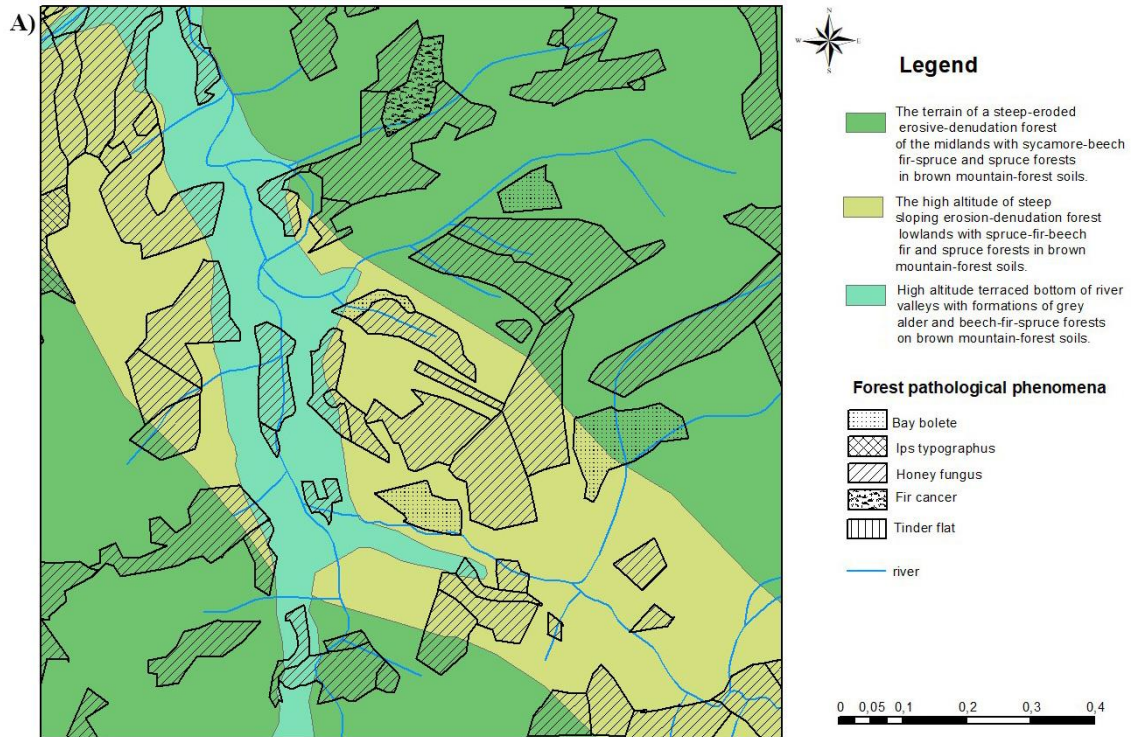 A)
N
W
E
S
Legend
The terrain of a steep-eroded
erosive-denudation forest
of the midlands with sycamore-beech
fir-spruce and spruce forests
in brown mountain-forest soils.
The high altitude of steep
sloping erosion-denudation forest
lowlands with spruce-fir-beech
fir and spruce forests in brown
mountain-forest soils.
High altitude terraced bottom of river
valleys with formations of grey
alder and beech-fir-spruce forests
on brown mountain-forest soils.
Forest pathological phenomena
Bay bolete
Ips typographus
Honey fungus
Fir cancer
Tinder flat
river
0 0,05 0,1 0,2 0,3 0,4